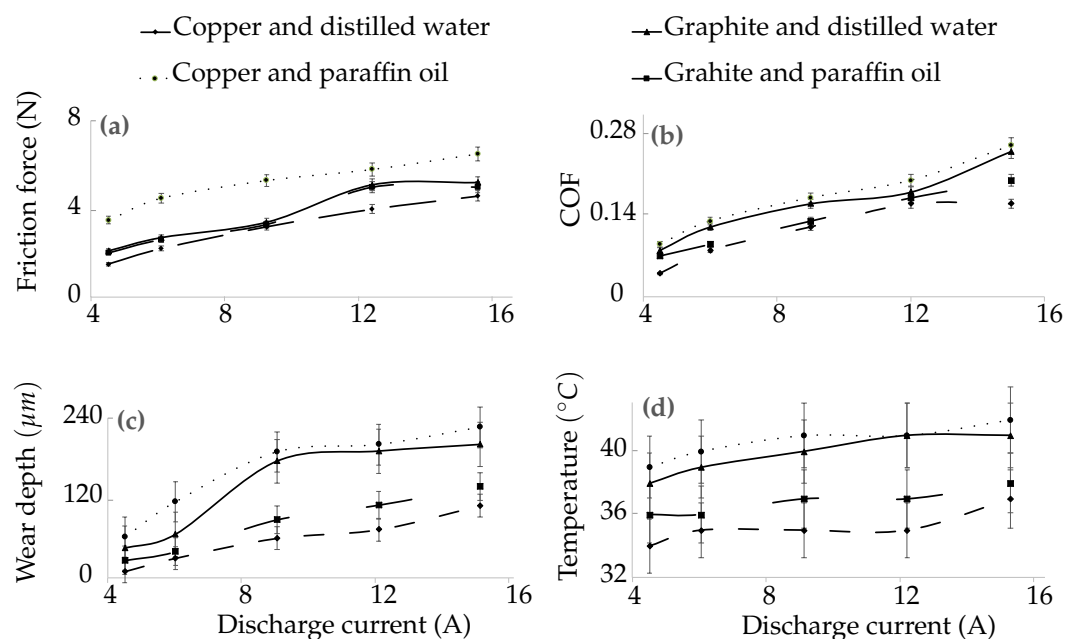 Copper and distilled water
Graphite and distilled water
Copper and paraffin oil
Grahite and paraffin oil
(a)
Friction force (N)
8
4
0
4
8
12
16
(b)
COF
0.28
0.14
0
4
8
12
16
(c)
Wear depth (µm)
240
120
0
4
8
12
16
Discharge current (A)
(d)
Temperature (°C)
40
36
32
4
8
12
16
Discharge current (A)